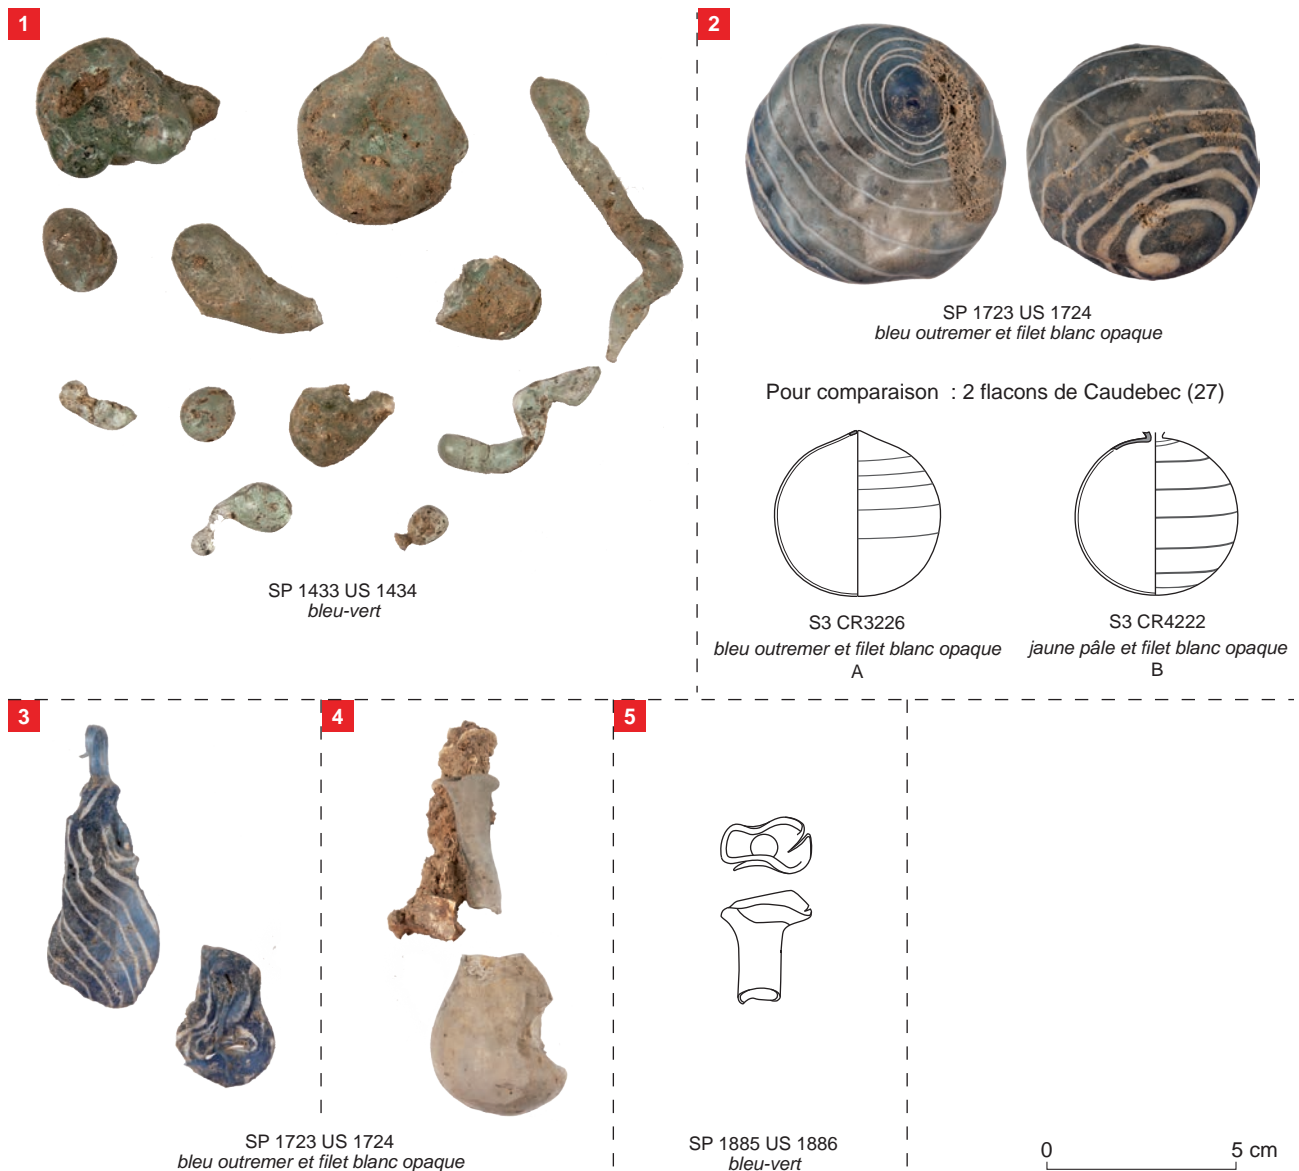 1
SP 1433 US 1434
bleu-vert
2
SP 1723 US 1724
bleu outremer et filet blanc opaque
Pour comparaison : 2 flacons de Caudebec (27)
S3 CR3226
bleu outremer et filet blanc opaque
A
S3 CR4222
jaune pâle et filet blanc opaque
B
3
4
SP 1723 US 1724
bleu outremer et filet blanc opaque
5
SP 1885 US 1886
bleu-vert
0 5 cm